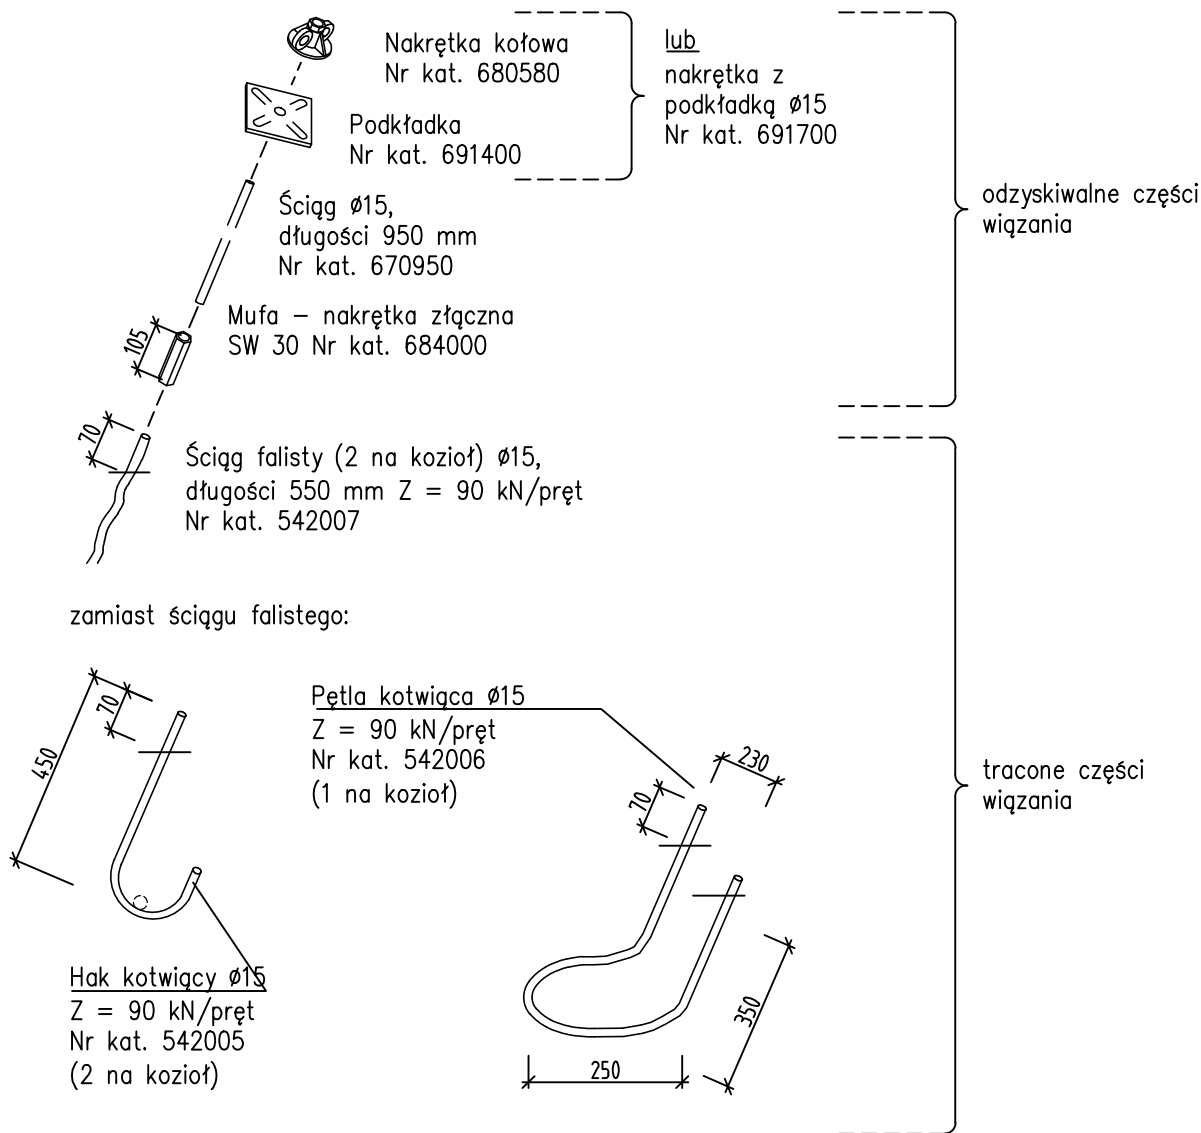 Nakrętka kołowa
Nr kat. 680580
lub
nakrętka z
podkładką ø15
Nr kat. 691700
Podkładka
Nr kat. 691400
Ściąg ø15,
długości 950 mm
Nr kat. 670950
odzyskiwalne części
wiązania
Mufa – nakrętka złączna
SW 30 Nr kat. 684000
105
70
Ściąg falisty (2 na kozioł) ø15,
długości 550 mm Z = 90 kN/pręt
Nr kat. 542007
zamiast ściągu falistego:
70
450
Pętla kotwiąca ø15
Z = 90 kN/pręt
Nr kat. 542006
(1 na kozioł)
230
70
tracone części
wiązania
Hak kotwiący ø15
Z = 90 kN/pręt
Nr kat. 542005
(2 na kozioł)
350
250